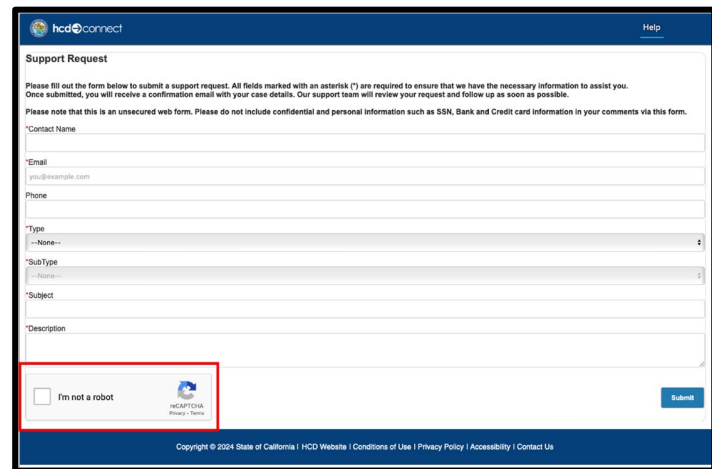 hcd connect
Help
Support Request
Please fill out the form below to submit a support request. All fields marked with an asterisk (*) are required to ensure that we have the necessary information to assist you.
Once submitted, you will receive a confirmation email with your case details. Our support team will review your request and follow up as soon as possible.
Please note that this is an unsecured web form. Please do not include confidential and personal information such as SSN, Bank and Credit card information in your comments via this form.
*Contact Name
*Email
you@example.com
Phone
*Type
--None--
*SubType
--None--
*Subject
*Description
I'm not a robot
reCAPTCHA
Privacy - Terms
Submit
Copyright © 2024 State of California | HCD Website | Conditions of Use | Privacy Policy | Accessibility | Contact Us